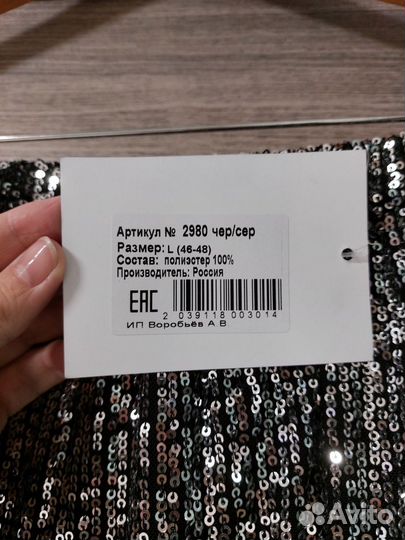 Артикул № 2980 чер/сер
Размер: L (46-48)
Состав: полиэстер 100%
Производитель: Россия
EAC
2 039118 003014
ИП Воробьёв А В
Avito